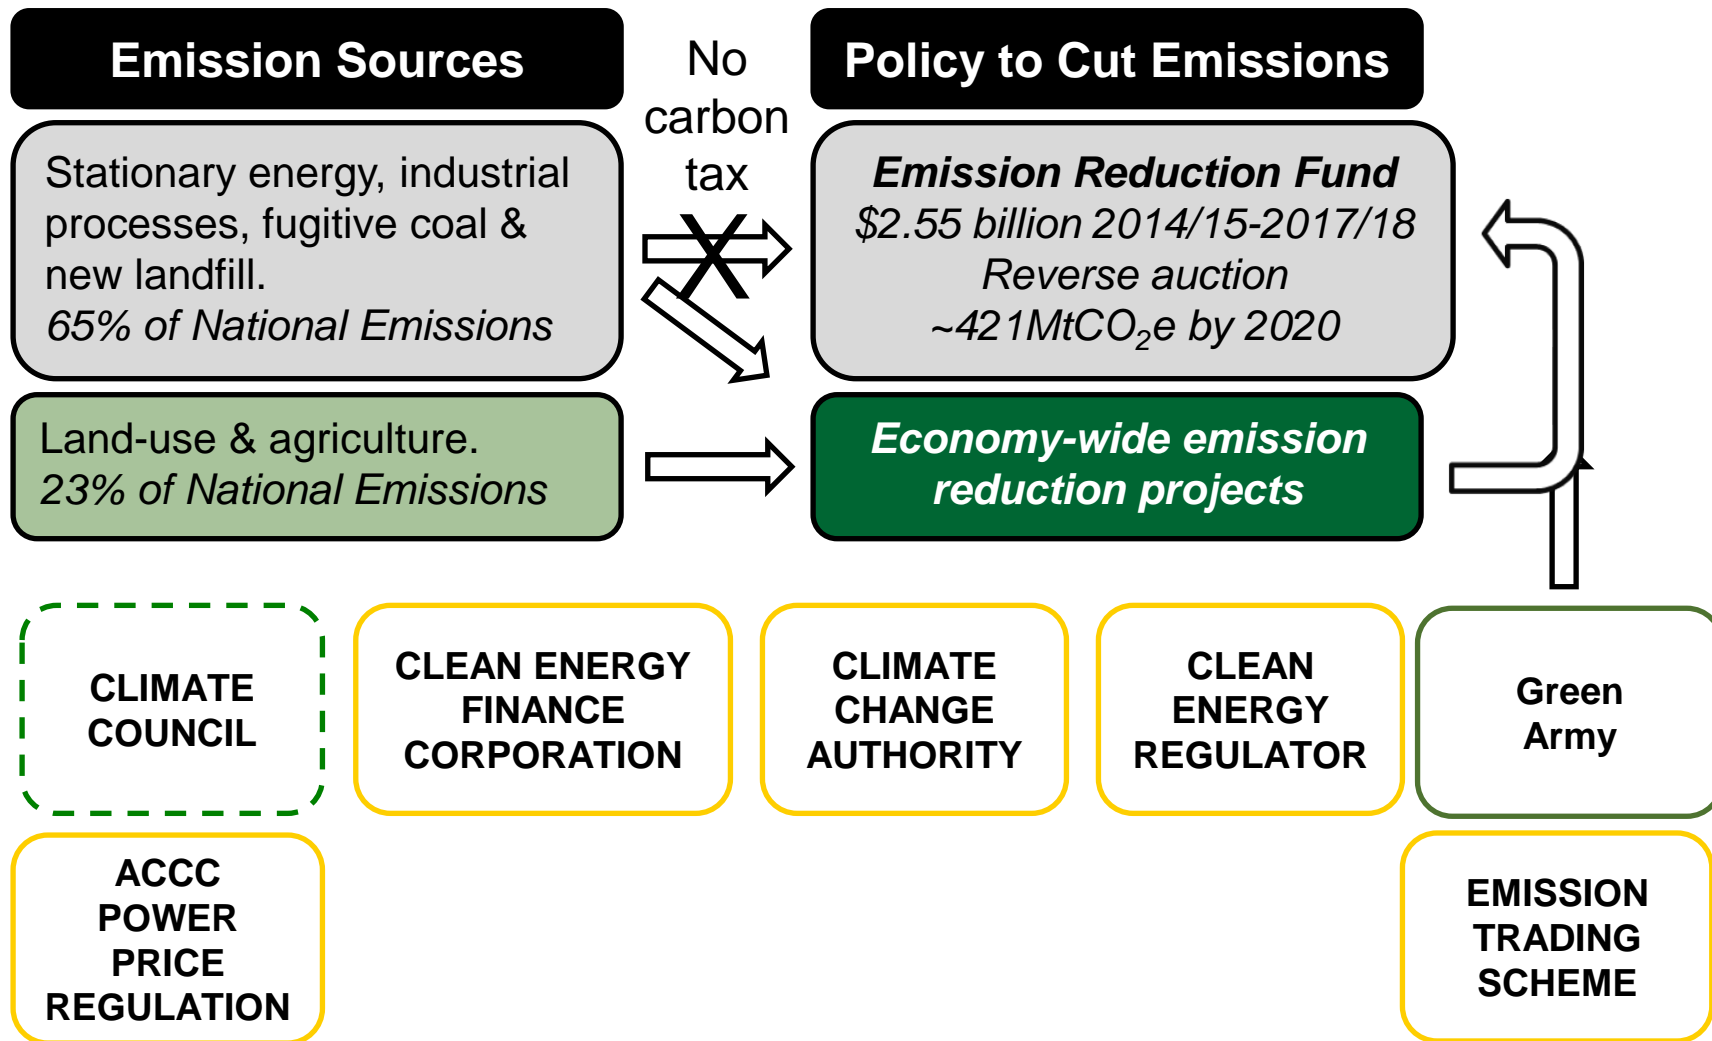 Emission Sources
No
carbon
tax
Policy to Cut Emissions
Stationary energy, industrial
processes, fugitive coal &
new landfill.
65% of National Emissions
Emission Reduction Fund
$2.55 billion 2014/15-2017/18
Reverse auction
~421MtCO₂e by 2020
Land-use & agriculture.
23% of National Emissions
Economy-wide emission
reduction projects
CLIMATE
COUNCIL
CLEAN ENERGY
FINANCE
CORPORATION
CLIMATE
CHANGE
AUTHORITY
CLEAN
ENERGY
REGULATOR
Green
Army
ACCC
POWER
PRICE
REGULATION
EMISSION
TRADING
SCHEME